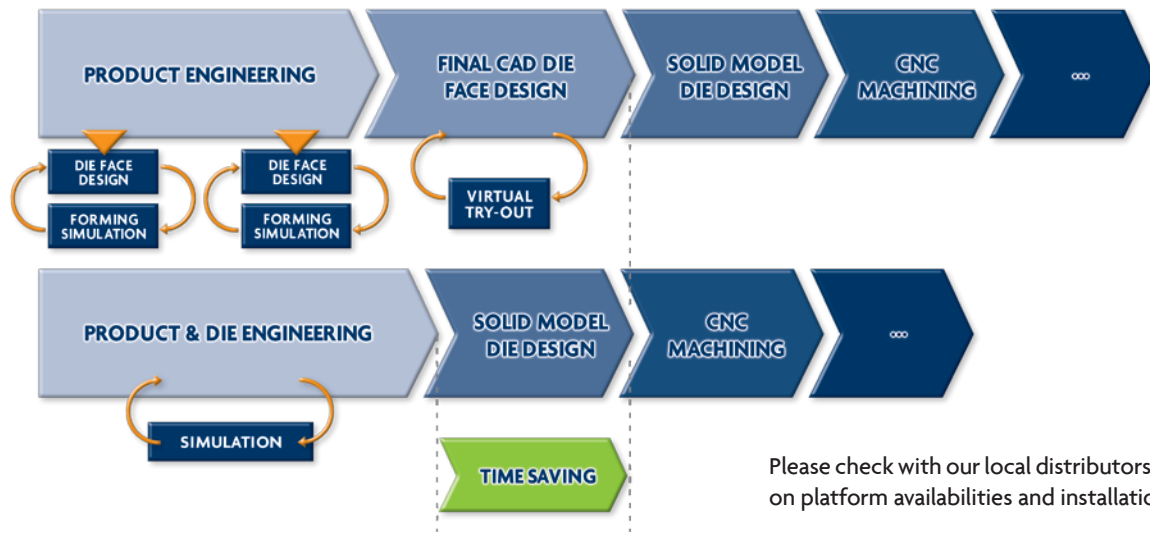 PRODUCT ENGINEERING
FINAL CAD DIE
FACE DESIGN
SOLID MODEL
DIE DESIGN
CNC
MACHINING
DIE FACE
DESIGN
FORMING
SIMULATION
DIE FACE
DESIGN
FORMING
SIMULATION
VIRTUAL
TRY-OUT
PRODUCT & DIE ENGINEERING
SOLID MODEL
DIE DESIGN
CNC
MACHINING
SIMULATION
TIME SAVING
Please check with our local distributors
on platform availabilities and installatio